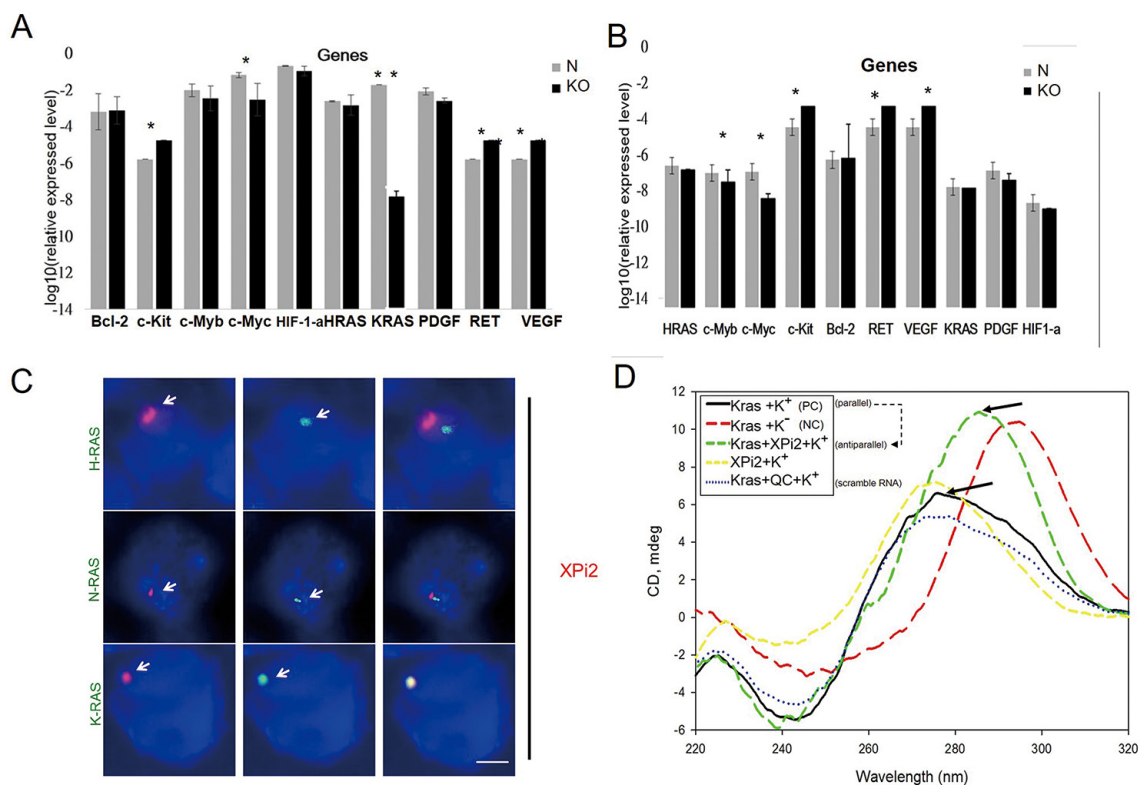 A
Genes
N
KO
log10(relative expressed level)
-0
-2
-4
-6
-8
-10
-12
-14
* * * * * * *
Bcl-2 c-Kit c-Myb c-Myc HIF-1-a HRAS KRAS PDGF RET VEGF
B
Genes
N
KO
log10(relative expressed level)
-0
-2
-4
-6
-8
-10
-12
-14
* * * * *
HRAS c-Myb c-Myc c-Kit Bcl-2 RET VEGF KRAS PDGF HIF1-a
C
H-RAS
N-RAS
K-RAS
XPi2
D
Kras +K⁺ (PC) (parallel)
Kras +K⁻ (NC)
Kras+XPi2+K⁺ (antiparallel)
XPi2+K⁺
Kras+QC+K⁺ (scramble RNA)
CD, mdeg
12
10
8
6
4
2
0
-2
-4
-6
220 240 260 280 300 320
Wavelength (nm)